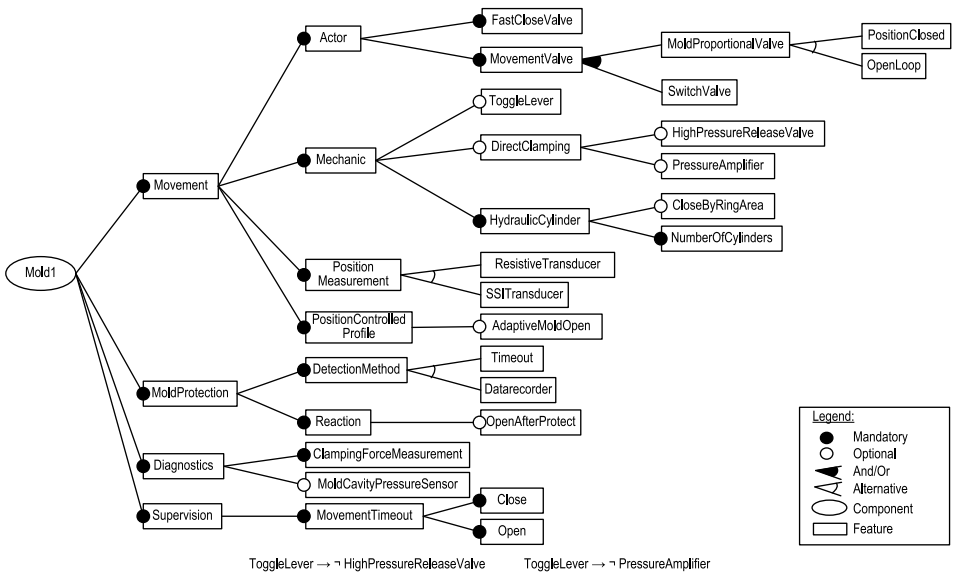 FastCloseValve
Actor
PositionClosed
MoldProportionalValve
MovementValve
OpenLoop
SwitchValve
ToggleLever
HighPressureReleaseValve
DirectClamping
Mechanic
PressureAmplifier
Movement
CloseByRingArea
HydraulicCylinder
NumberOfCylinders
Mold1
Position
Measurement
ResistiveTransducer
SSITransducer
PositionControlled
Profile
AdaptiveMoldOpen
Timeout
DetectionMethod
Datarecorder
MoldProtection
Reaction
OpenAfterProtect
ClampingForceMeasurement
Diagnostics
MoldCavityPressureSensor
Close
Supervision
MovementTimeout
Open
Legend:
Mandatory
Optional
And/Or
Alternative
Component
Feature
ToggleLever → ¬ HighPressureReleaseValve
ToggleLever → ¬ PressureAmplifier